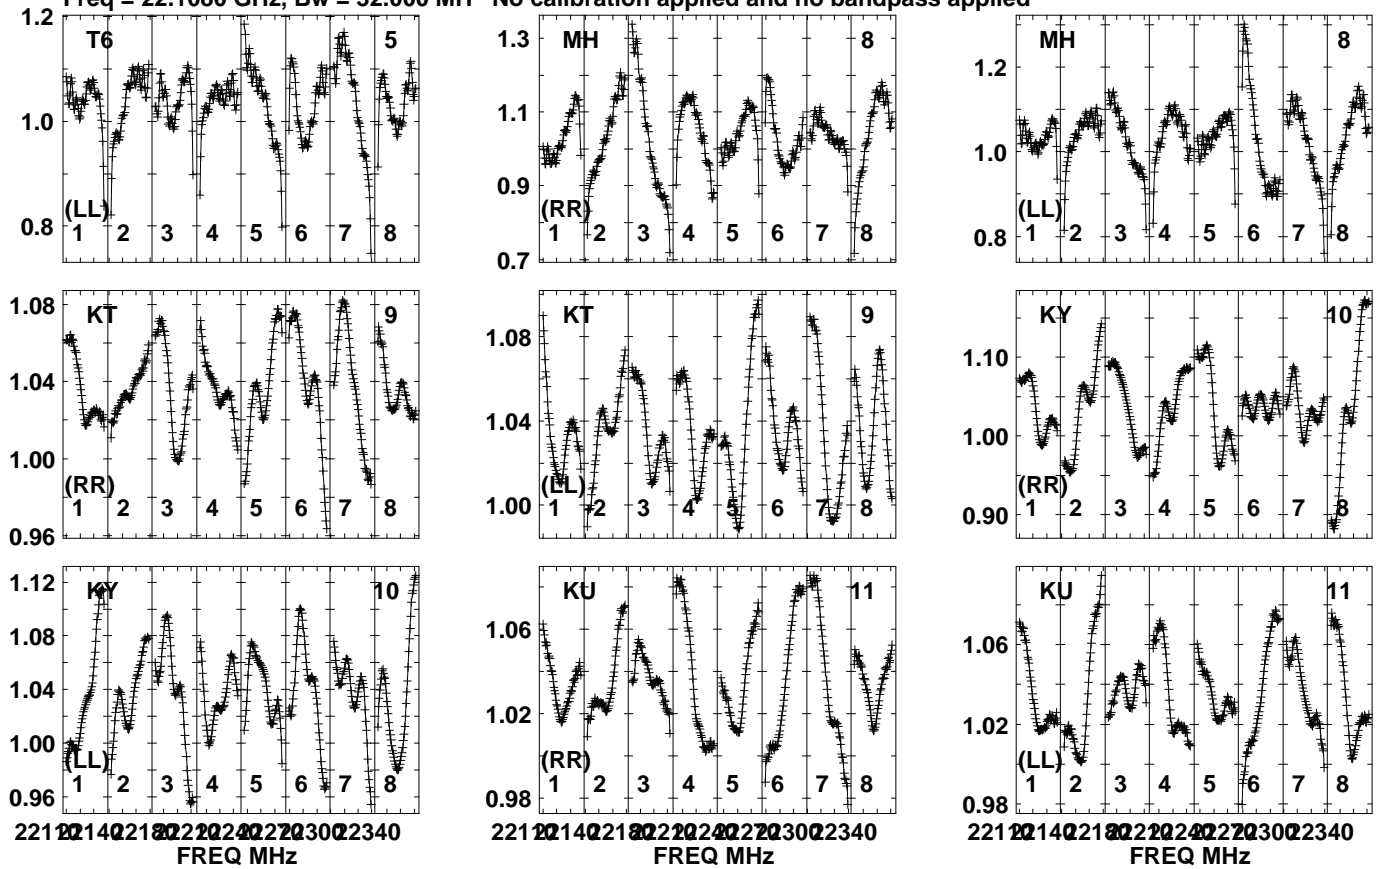 Freq = 22.1080 GHz, Bw = 32.000 MH No calibration applied and no bandpass applied
1.2 1.0 0.8
T6 5
(LL)
1 2 3 4 5 6 7 8
1.3 1.1 0.9 0.7
MH 8
(RR)
1 2 3 4 5 6 7 8
1.2 1.0 0.8
MH 8
(LL)
1 2 3 4 5 6 7 8
1.08 1.04 1.00 0.96
KT 9
(RR)
1 2 3 4 5 6 7 8
1.08 1.04 1.00
KT 9
(LL)
1 2 3 4 5 6 7 8
1.10 1.00 0.90
KY 10
(RR)
1 2 3 4 5 6 7 8
1.12 1.08 1.04 1.00 0.96
KY 10
(LL)
1 2 3 4 5 6 7 8
FREQ MHz
1.06 1.02 0.98
KU 11
(RR)
1 2 3 4 5 6 7 8
FREQ MHz
1.06 1.02 0.98
KU 11
(LL)
1 2 3 4 5 6 7 8
FREQ MHz